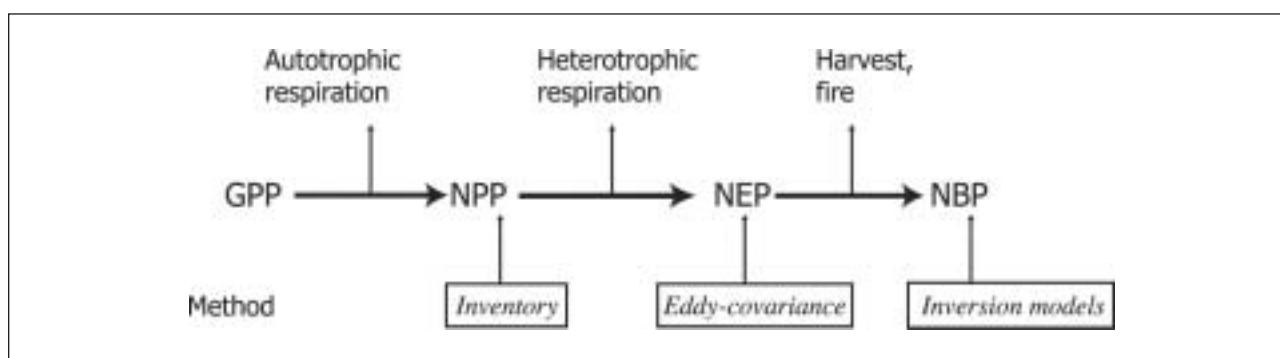 Autotrophic
respiration
Heterotrophic
respiration
Harvest,
fire
GPP NPP NEP NBP
Method Inventory Eddy-covariance Inversion models